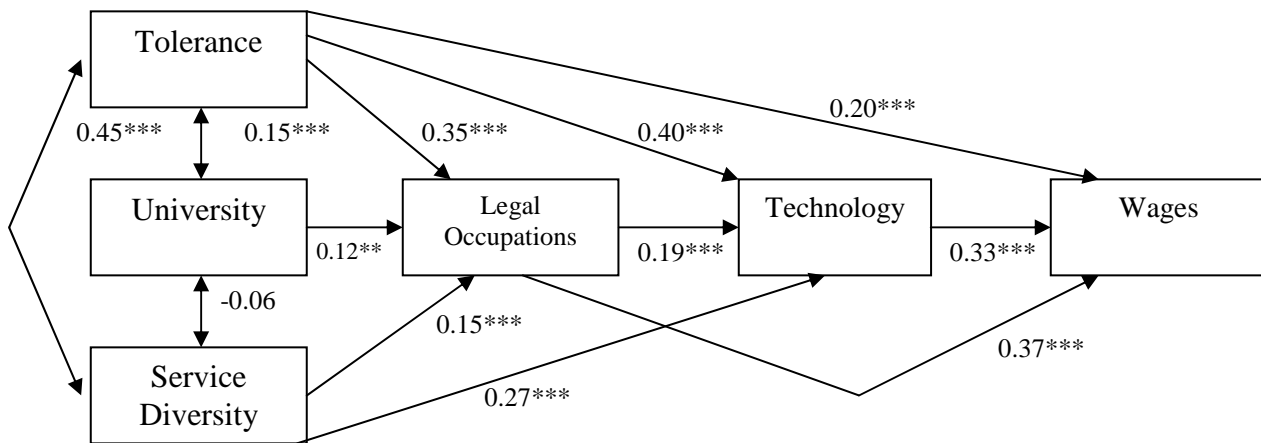 Tolerance
0.20***
0.45***
0.15***
0.35***
0.40***
University
Legal
Occupations
Technology
Wages
0.12**
0.19***
0.33***
-0.06
0.15***
0.37***
Service
Diversity
0.27***